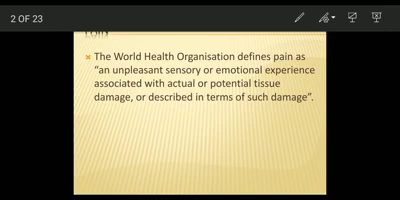 2 OF 23
The World Health Organisation defines pain as
"an unpleasant sensory or emotional experience
associated with actual or potential tissue
damage, or described in terms of such damage".